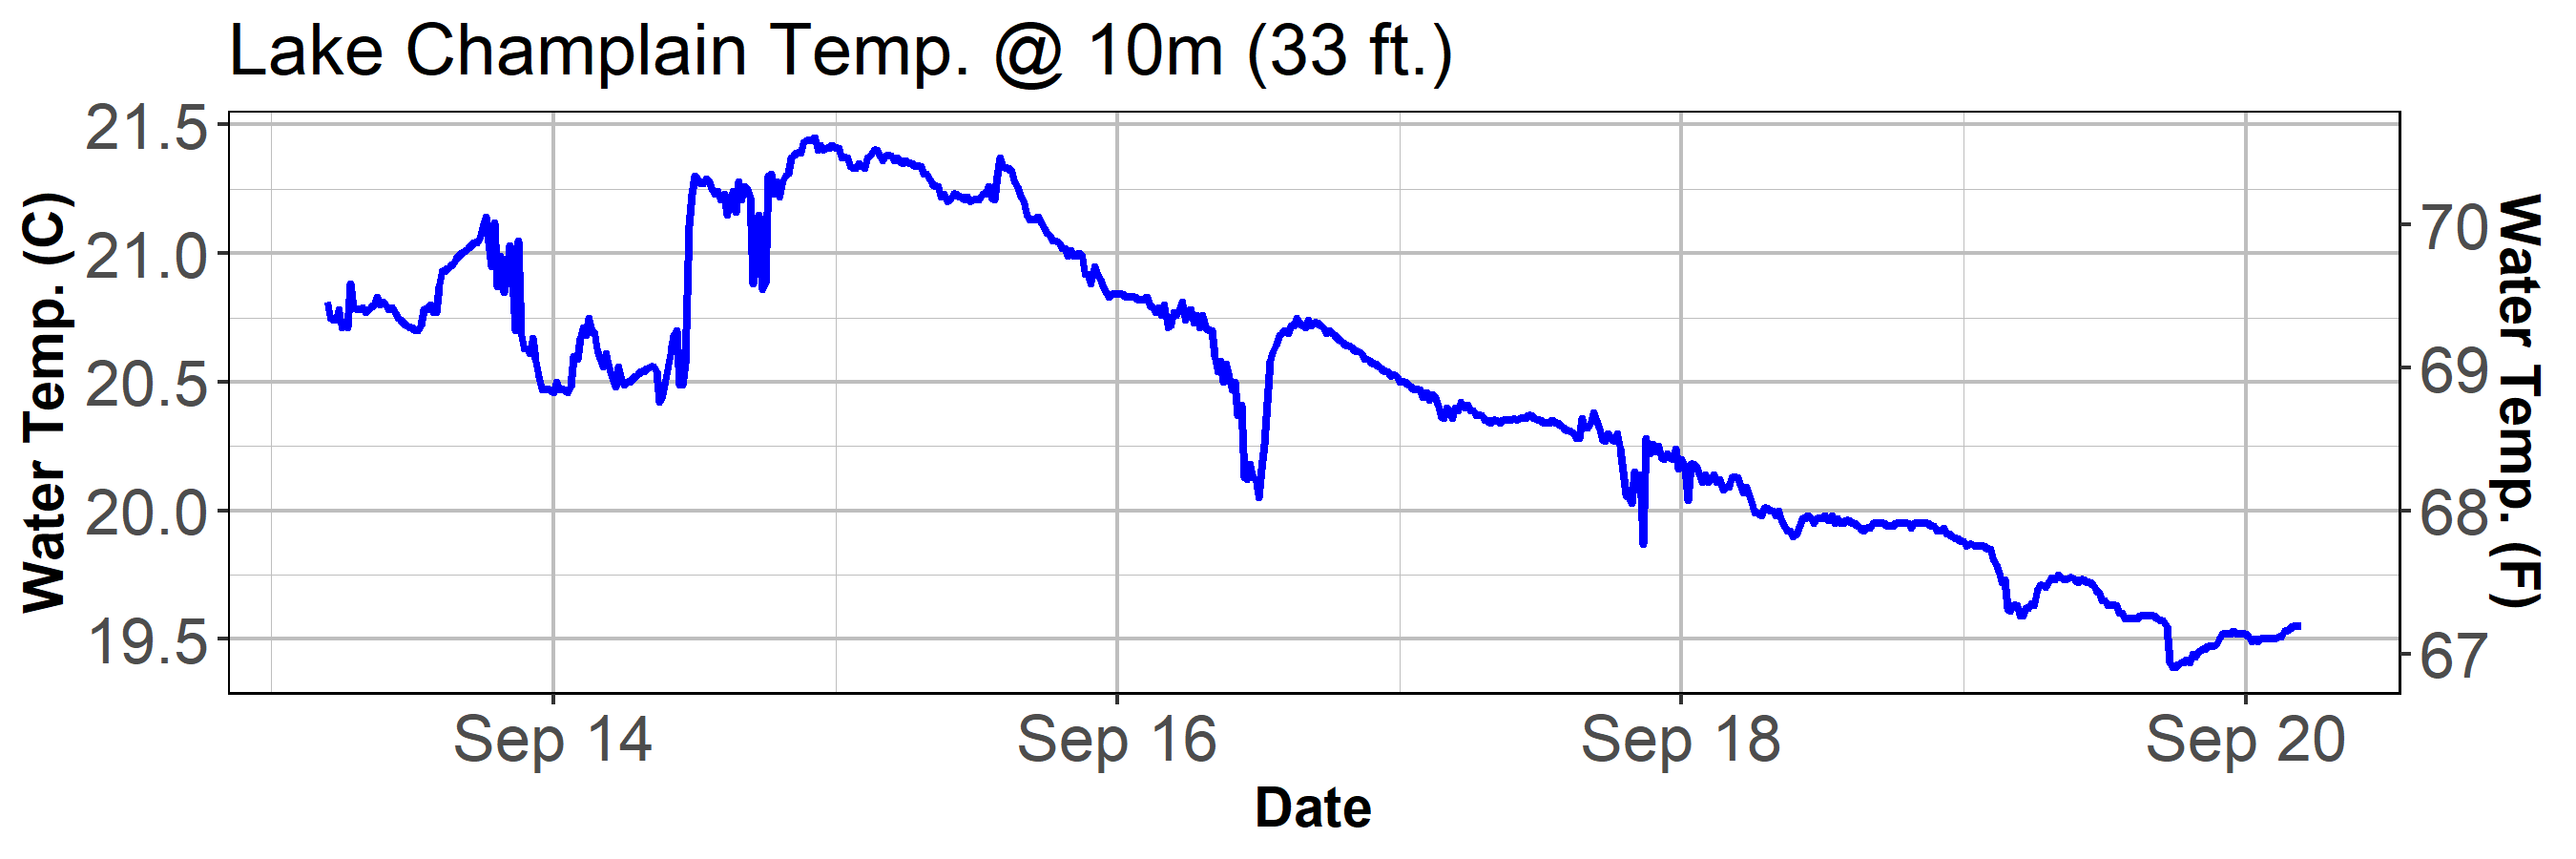 Lake Champlain Temp. @ 10m (33 ft.)
Water Temp. (C)
21.5
21.0
20.5
20.0
19.5
70
69
68
67
Water Temp. (F)
Sep 14
Sep 16
Sep 18
Sep 20
Date